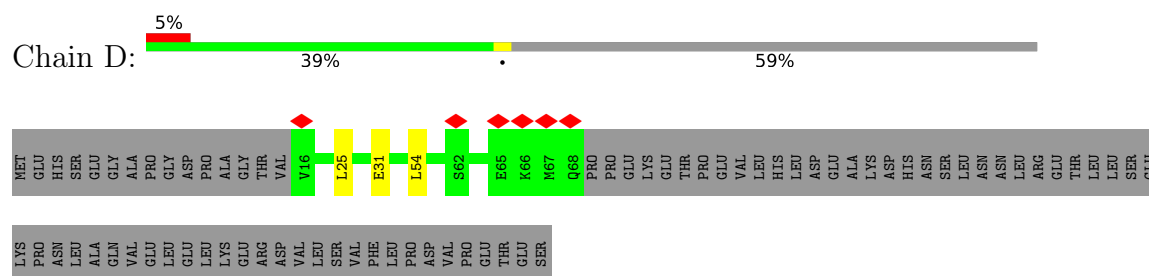 5%
Chain D:
39% • 59%
MET GLU HIS SER GLU GLY ALA PRO GLY ASP PRO ALA GLY THR VAL V16 L25 E31 L54 S62 E65 K66 M67 Q68 PRO PRO GLU LYS GLU THR PRO GLU VAL LEU HIS LEU ASP GLU ALA LYS ASP HIS ASN SER LEU ASN ASN LEU ARG GLU THR LEU LEU SER GLU
LYS PRO ASN LEU ALA GLN VAL GLU LEU GLU LEU LYS GLU ARG ASP VAL LEU SER VAL PHE LEU PRO ASP VAL PRO GLU THR GLU SER